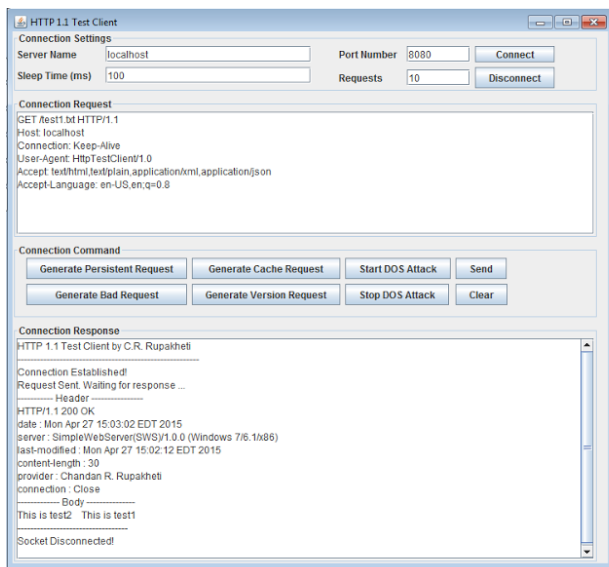 HTTP 1.1 Test Client
Connection Settings
Server Name localhost Port Number 8080 Connect
Sleep Time (ms) 100 Requests 10 Disconnect
Connection Request
GET /test1.txt HTTP/1.1
Host: localhost
Connection: Keep-Alive
User-Agent: HttpTestClient/1.0
Accept: text/html,text/plain,application/xml,application/json
Accept-Language: en-US,en;q=0.8
Connection Command
Generate Persistent Request Generate Cache Request Start DOS Attack Send
Generate Bad Request Generate Version Request Stop DOS Attack Clear
Connection Response
HTTP 1.1 Test Client by C.R. Rupakheti
--------------------------------------------------
Connection Established!
Request Sent. Waiting for response ...
----------- Header ----------------
HTTP/1.1 200 OK
date : Mon Apr 27 15:03:02 EDT 2015
server : SimpleWebServer(SWS)/1.0.0 (Windows 7/6.1/x86)
last-modified : Mon Apr 27 15:02:12 EDT 2015
content-length : 30
provider : Chandan R. Rupakheti
connection : Close
------------- Body ---------------
This is test2 This is test1
----------------------------------
Socket Disconnected!